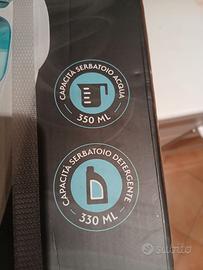 CAPACITÀ SERBATOIO ACQUA
350 ML
CAPACITÀ SERBATOIO DETERGENTE
330 ML
subito